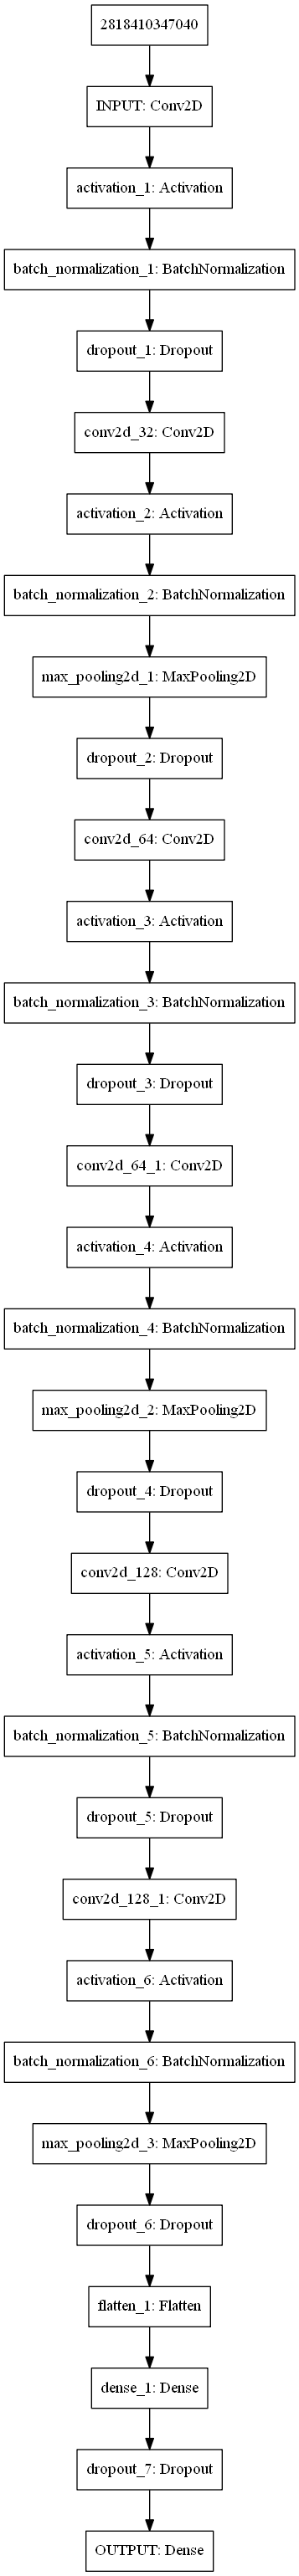 2818410347040
INPUT: Conv2D
activation_1: Activation
batch_normalization_1: BatchNormalization
dropout_1: Dropout
conv2d_32: Conv2D
activation_2: Activation
batch_normalization_2: BatchNormalization
max_pooling2d_1: MaxPooling2D
dropout_2: Dropout
conv2d_64: Conv2D
activation_3: Activation
batch_normalization_3: BatchNormalization
dropout_3: Dropout
conv2d_64_1: Conv2D
activation_4: Activation
batch_normalization_4: BatchNormalization
max_pooling2d_2: MaxPooling2D
dropout_4: Dropout
conv2d_128: Conv2D
activation_5: Activation
batch_normalization_5: BatchNormalization
dropout_5: Dropout
conv2d_128_1: Conv2D
activation_6: Activation
batch_normalization_6: BatchNormalization
max_pooling2d_3: MaxPooling2D
dropout_6: Dropout
flatten_1: Flatten
dense_1: Dense
dropout_7: Dropout
OUTPUT: Dense